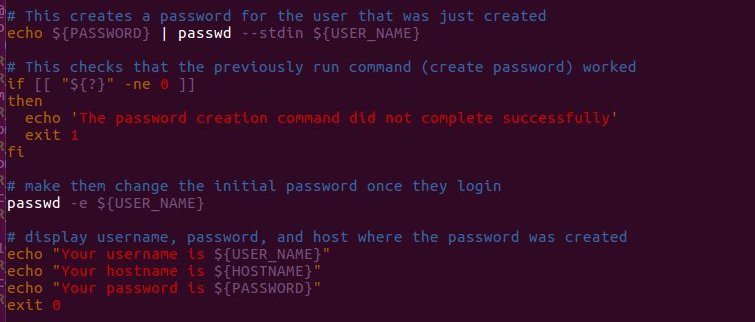 # This creates a password for the user that was just created
echo ${PASSWORD} | passwd --stdin ${USER_NAME}
# This checks that the previously run command (create password) worked
if [[ "${?}" -ne 0 ]]
then
echo 'The password creation command did not complete successfully'
exit 1
fi
# make them change the initial password once they login
passwd -e ${USER_NAME}
# display username, password, and host where the password was created
echo "Your username is ${USER_NAME}"
echo "Your hostname is ${HOSTNAME}"
echo "Your password is ${PASSWORD}"
exit 0